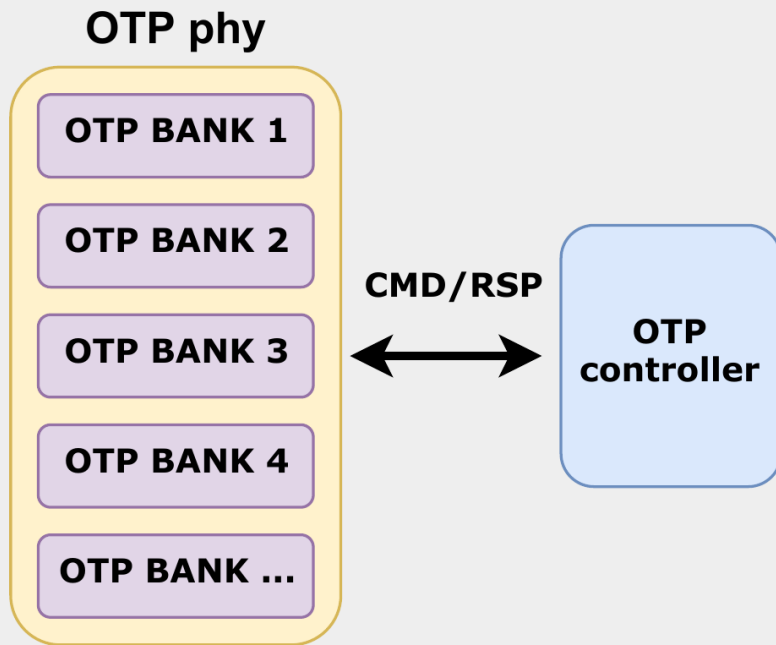 OTP phy
OTP BANK 1
OTP BANK 2
OTP BANK 3
OTP BANK 4
OTP BANK ...
CMD/RSP
OTP
controller